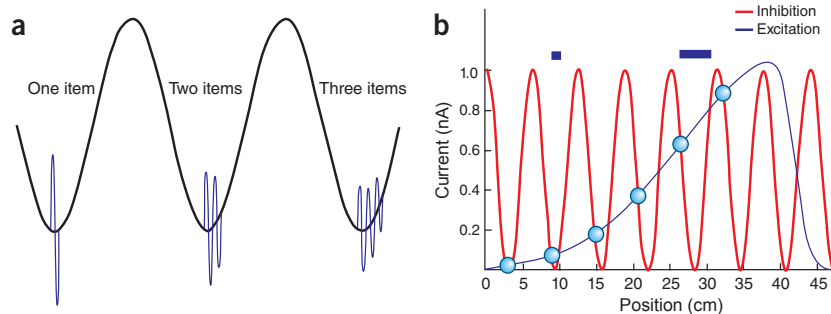 a
One item
Two items
Three items
b
Inhibition
Excitation
Current (nA)
1.0
0.8
0.6
0.4
0.2
0 5 10 15 20 25 30 35 40 45
Position (cm)